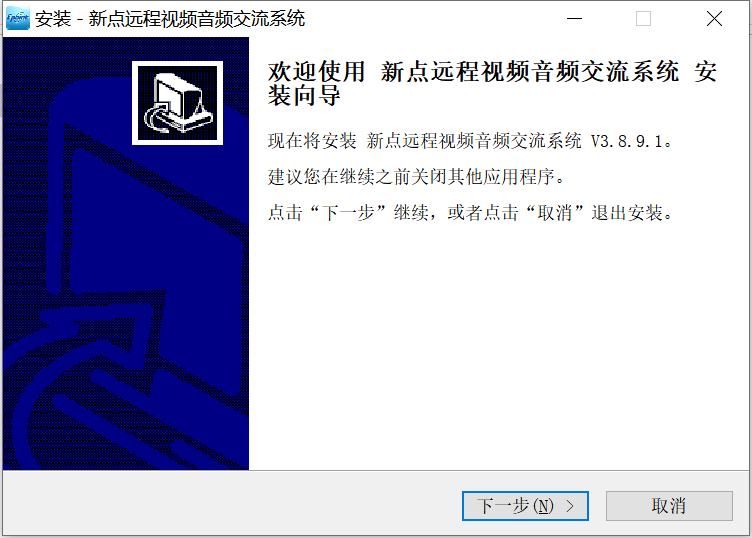 安装 - 新点远程视频音频交流系统
欢迎使用 新点远程视频音频交流系统 安
装向导
现在将安装 新点远程视频音频交流系统 V3.8.9.1。
建议您在继续之前关闭其他应用程序。
点击“下一步”继续，或者点击“取消”退出安装。
下一步(N) >
取消